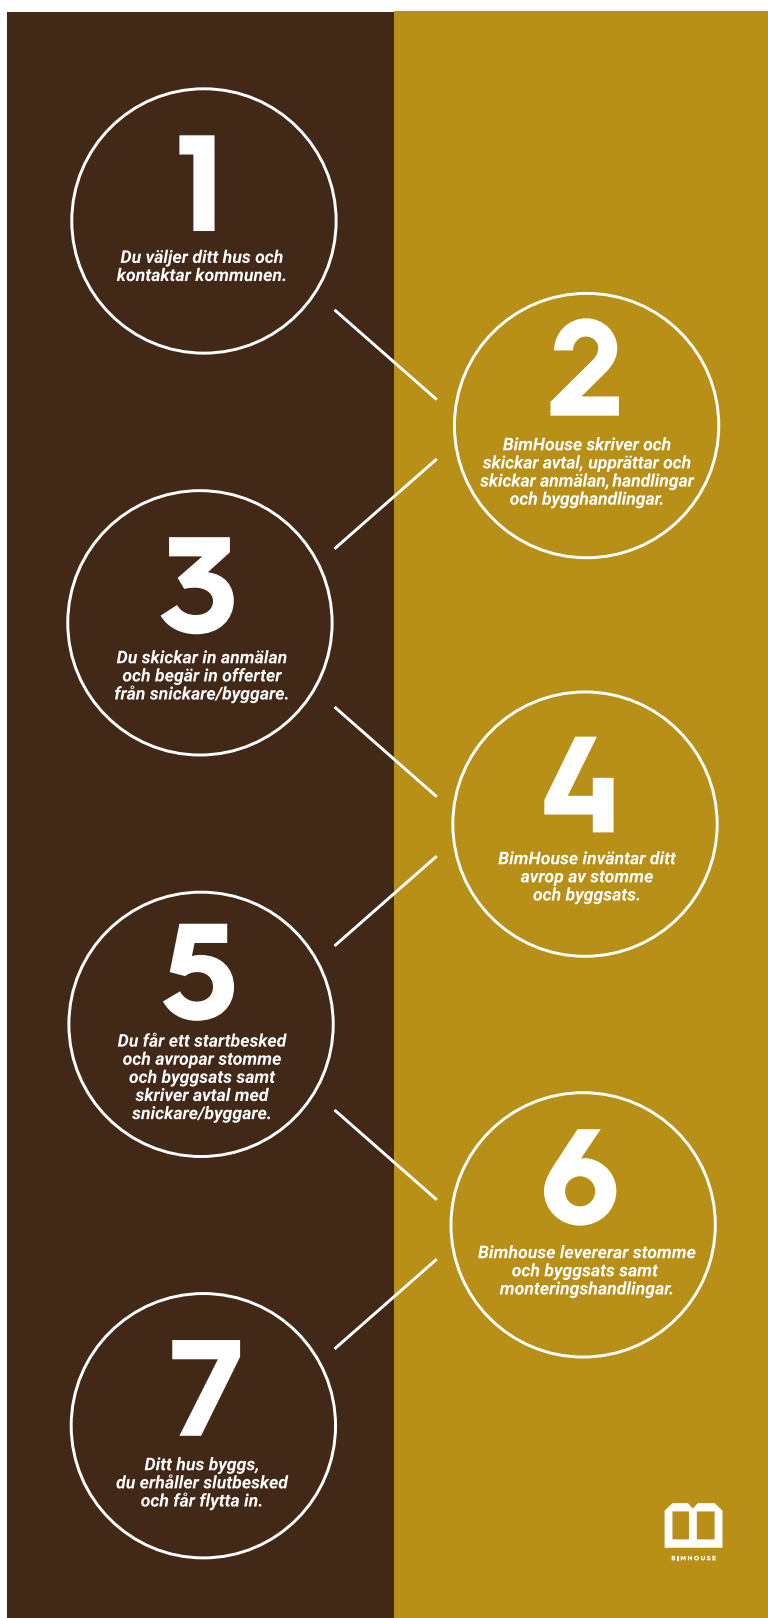 1
Du väljer ditt hus och
kontaktar kommunen.
2
BimHouse skriver och
skickar avtal, upprättar och
skickar anmälan, handlingar
och bygghandlingar.
3
Du skickar in anmälan
och begär in offerter
från snickare/byggare.
4
BimHouse inväntar ditt
avrop av stomme
och byggsats.
5
Du får ett startbesked
och avropar stomme
och byggsats samt
skriver avtal med
snickare/byggare.
6
Bimhouse levererar stomme
och byggsats samt
monteringshandlingar.
7
Ditt hus byggs,
du erhåller slutbesked
och får flytta in.
BIMHOUSE